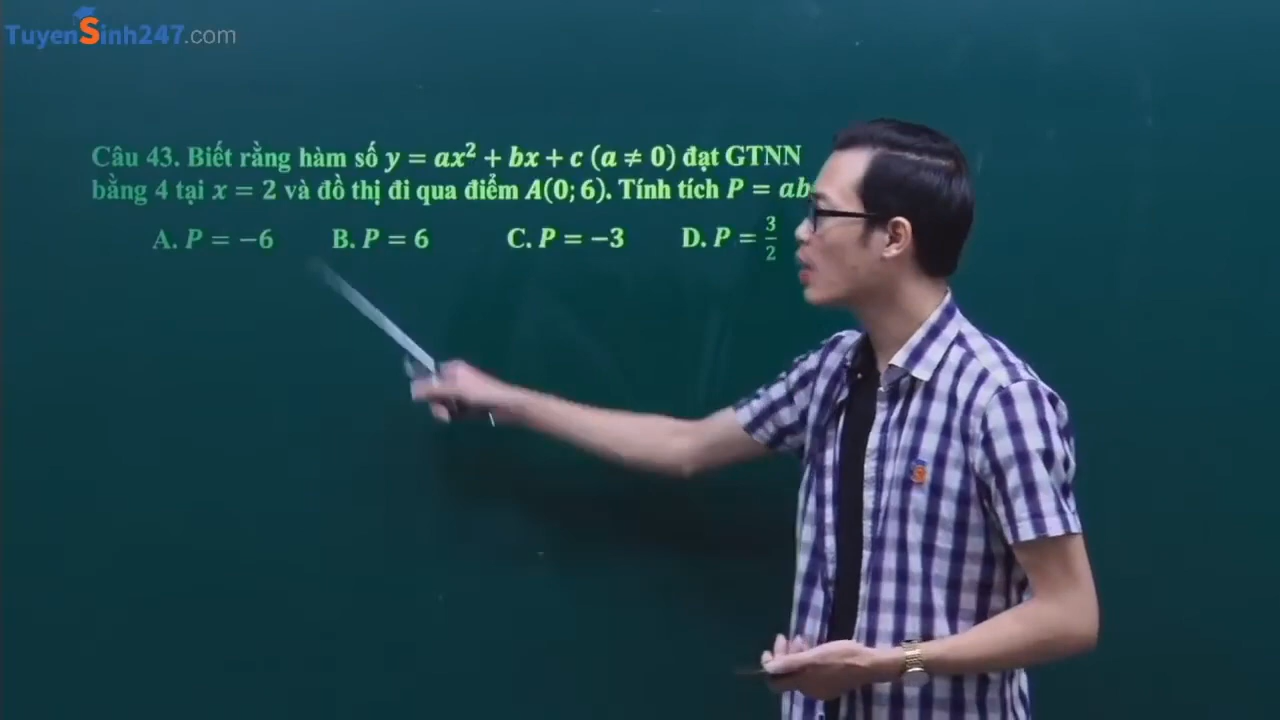 TuyenSinh247.com
Câu 43. Biết rằng hàm số y = ax² + bx + c (a ≠ 0) đạt GTNN
bằng 4 tại x = 2 và đồ thị đi qua điểm A(0; 6). Tính tích P = ab
A. P = −6 B. P = 6 C. P = −3 D. P = 3/2